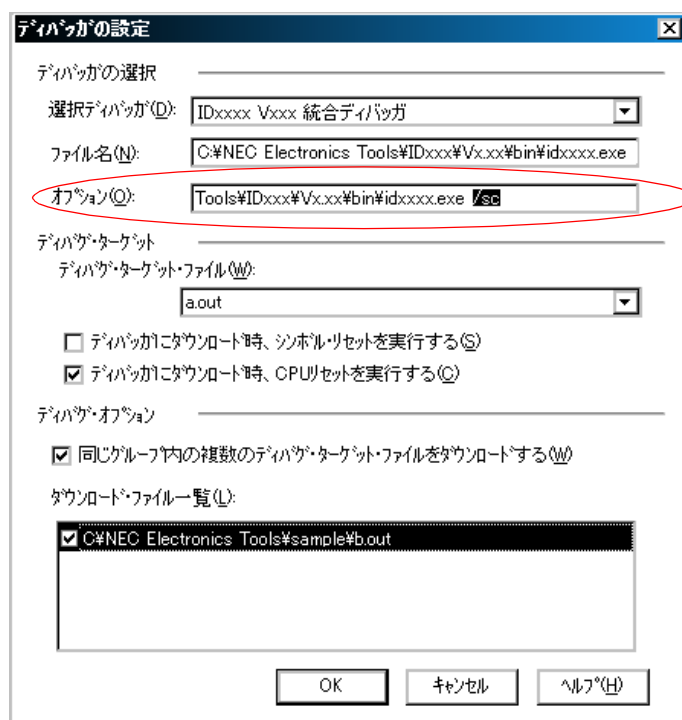 ﾃﾞｨﾊﾞｯｶﾞの設定
ﾃﾞｨﾊﾞｯｶﾞの選択
選択ﾃﾞｨﾊﾞｯｶﾞ(D): IDxxxx Vxxx 統合ディバッガ
ﾌｧｲﾙ名(N): C:¥NEC Electronics Tools¥IDxxx¥Vx.xx¥bin¥idxxxx.exe
ｵﾌﾟｼｮﾝ(O): Tools¥IDxxx¥Vx.xx¥bin¥idxxxx.exe /sc
ﾃﾞｨﾊﾞｸﾞ･ﾀｰｹﾞｯﾄ
ﾃﾞｨﾊﾞｸﾞ･ﾀｰｹﾞｯﾄ･ﾌｧｲﾙ(W):
a.out
ﾃﾞｨﾊﾞｯｶﾞにﾀﾞｳﾝﾛｰﾄﾞ時、ｼﾝﾎﾞﾙ･ﾘｾｯﾄを実行する(S)
ﾃﾞｨﾊﾞｯｶﾞにﾀﾞｳﾝﾛｰﾄﾞ時、CPUﾘｾｯﾄを実行する(C)
ﾃﾞｨﾊﾞｸﾞ･ｵﾌﾟｼｮﾝ
同じｸﾞﾙｰﾌﾟ内の複数のﾃﾞｨﾊﾞｸﾞ･ﾀｰｹﾞｯﾄ･ﾌｧｲﾙをﾀﾞｳﾝﾛｰﾄﾞする(W)
ﾀﾞｳﾝﾛｰﾄﾞ･ﾌｧｲﾙ一覧(L):
C¥NEC Electronics Tools¥sample¥b.out
OK ｷｬﾝｾﾙ ﾍﾙﾌﾟ(H)